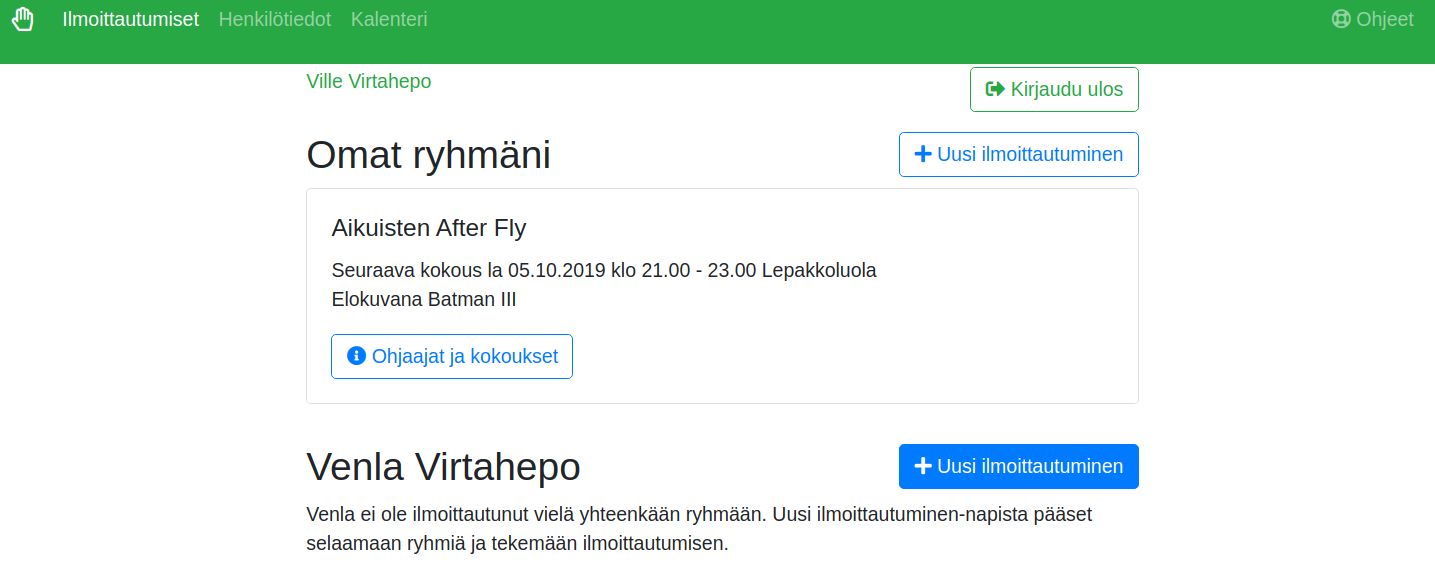 Ilmoittautumiset Henkilötiedot Kalenteri Ohjeet
Ville Virtahepo Kirjaudu ulos
Omat ryhmäni Uusi ilmoittautuminen
Aikuisten After Fly
Seuraava kokous la 05.10.2019 klo 21.00 - 23.00 Lepakkoluola
Elokuvana Batman III
Ohjaajat ja kokoukset
Venla Virtahepo Uusi ilmoittautuminen
Venla ei ole ilmoittautunut vielä yhteenkään ryhmään. Uusi ilmoittautuminen-napista pääset
selaamaan ryhmiä ja tekemään ilmoittautumisen.